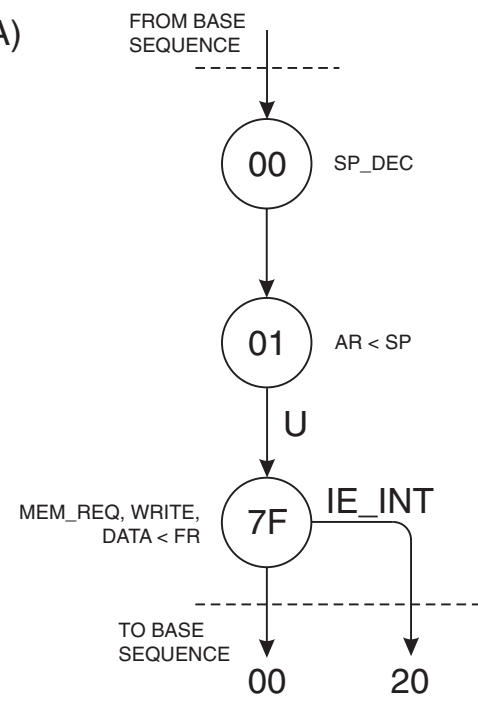 A)
FROM BASE
SEQUENCE
00
SP_DEC
01
AR < SP
U
MEM_REQ, WRITE,
DATA < FR
7F
IE_INT
TO BASE
SEQUENCE
00
20